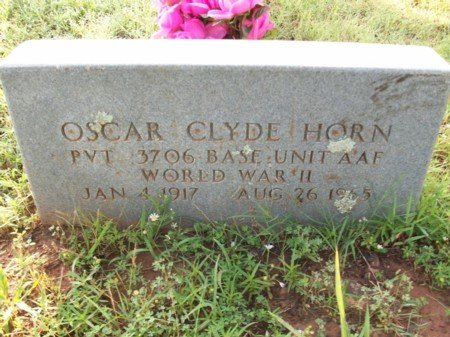 OSCAR CLYDE HORN
PVT 3706 BASE UNIT AAF
WORLD WAR II
JAN 4 1917 AUG 26 1965